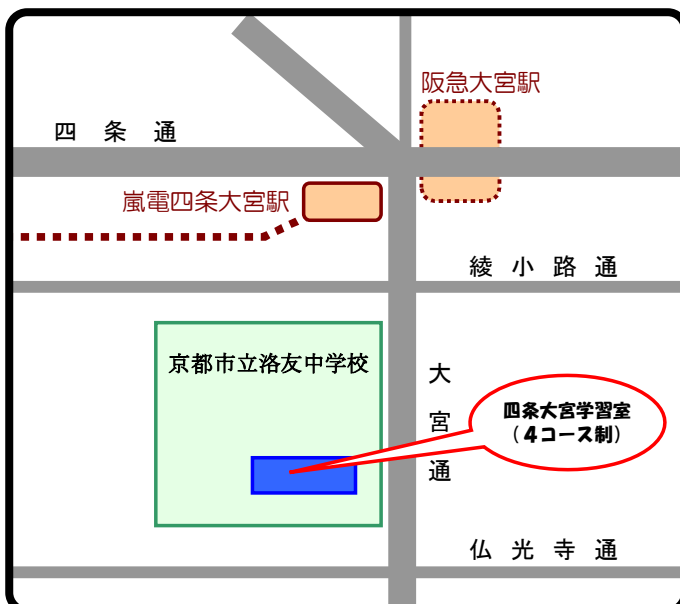 阪急大宮駅
四条通
嵐電四条大宮駅
綾小路通
京都市立洛友中学校
大宮通
四条大宮学習室
(4コース制)
仏光寺通